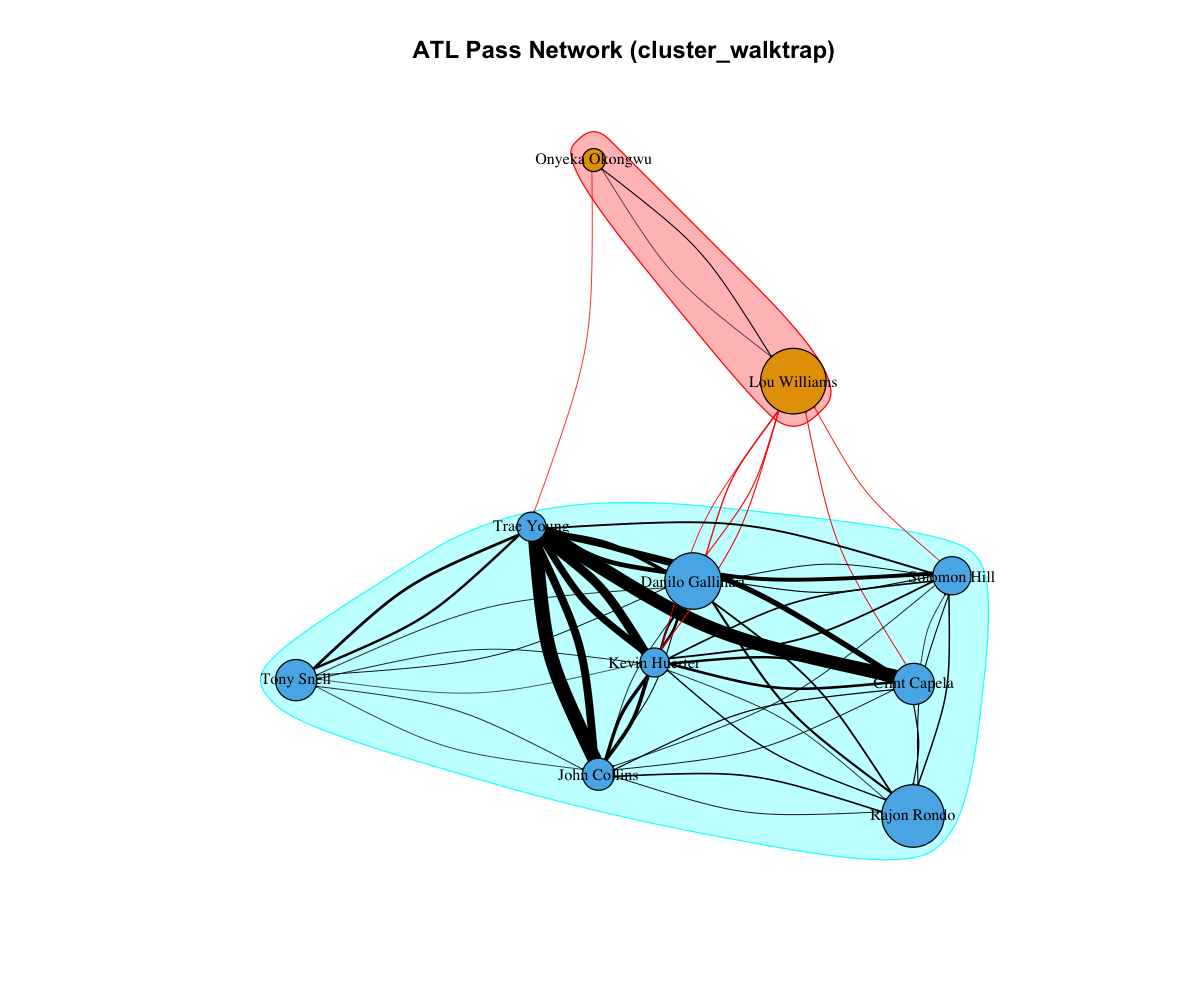 ATL Pass Network (cluster_walktrap)
Onyeka Okongwu
Lou Williams
Trae Young
Danilo Gallinari
Solomon Hill
Kevin Huerter
Tony Snell
Clint Capela
John Collins
Rajon Rondo